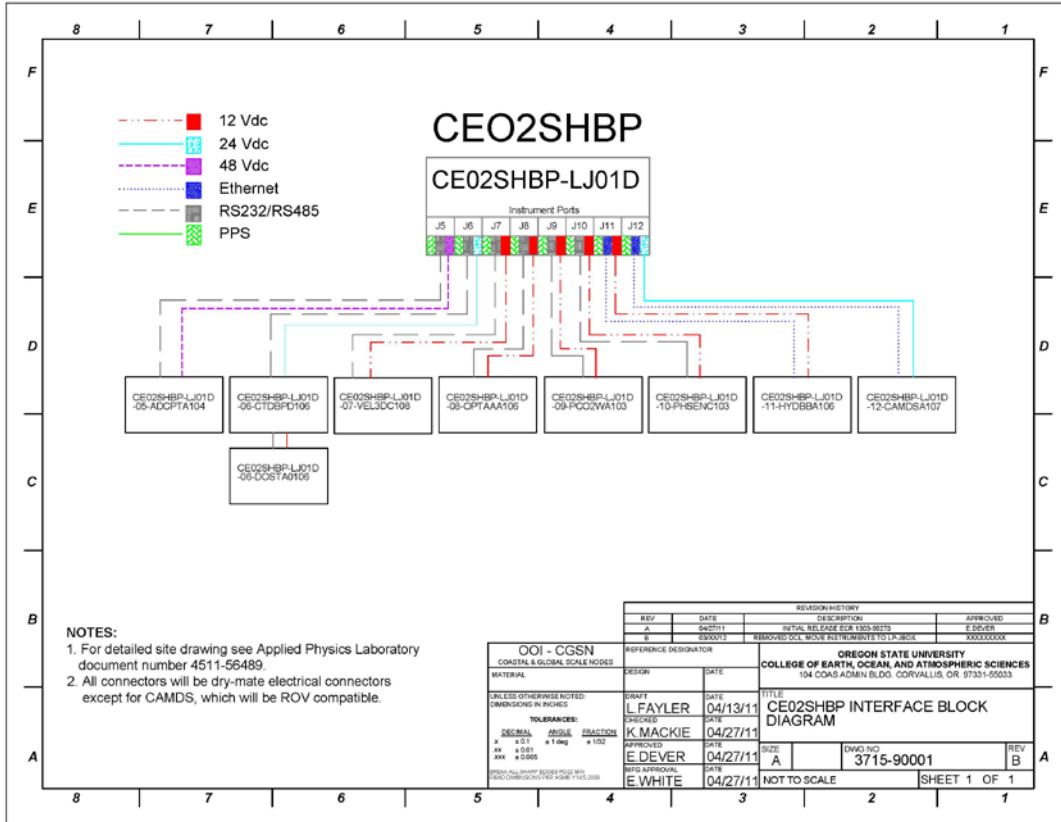 8 7 6 5 4 3 2 1
F F
12 Vdc
24 Vdc
48 Vdc
Ethernet
RS232/RS485
PPS
CEO2SHBP
CE02SHBP-LJ01D
Instrument Ports
J5 J6 J7 J8 J9 J10 J11 J12
E E
D D
CE02SHBP-LJ01D
-05-ADCPTA104
CE02SHBP-LJ01D
-06-CTDBPD106
CE02SHBP-LJ01D
-07-VEL3DC108
CE02SHBP-LJ01D
-08-OPTAAA106
CE02SHBP-LJ01D
-09-PCO2WA103
CE02SHBP-LJ01D
-10-PHSENC103
CE02SHBP-LJ01D
-11-HYDBBA106
CE02SHBP-LJ01D
-12-CAMDSA107
CE02SHBP-LJ01D
-06-DOSTA0106
C C
B B
NOTES:
1. For detailed site drawing see Applied Physics Laboratory
document number 4511-56489.
2. All connectors will be dry-mate electrical connectors
except for CAMDS, which will be ROV compatible.
REVISION HISTORY
REV DATE DESCRIPTION APPROVED
A 04/27/11 INITIAL RELEASE ECR 1303-00273 E.DEVER
B REMOVED DCL, MOVE INSTRUMENTS TO LP-JBOX. XXXXXXXXX
OOI - CGSN
COASTAL & GLOBAL SCALE NODES
MATERIAL
UNLESS OTHERWISE NOTED:
DIMENSIONS IN INCHES
TOLERANCES:
DECIMAL ANGLE FRACTION
.X ± 0.1 ± 1 deg ± 1/32
.XX ± 0.01
.XXX ± 0.005
REFERENCE DESIGNATOR
DESIGN DATE
DRAFT DATE
L.FAYLER 04/13/11
CHECKED DATE
K.MACKIE 04/27/11
APPROVED DATE
E.DEVER 04/27/11
MFG APPROVAL DATE
E.WHITE 04/27/11
OREGON STATE UNIVERSITY
COLLEGE OF EARTH, OCEAN, AND ATMOSPHERIC SCIENCES
104 COAS ADMIN BLDG. CORVALLIS, OR. 97331-55033
TITLE
CE02SHBP INTERFACE BLOCK
DIAGRAM
SIZE DWG NO REV
A 3715-90001 B
NOT TO SCALE SHEET 1 OF 1
A A
8 7 6 5 4 3 2 1